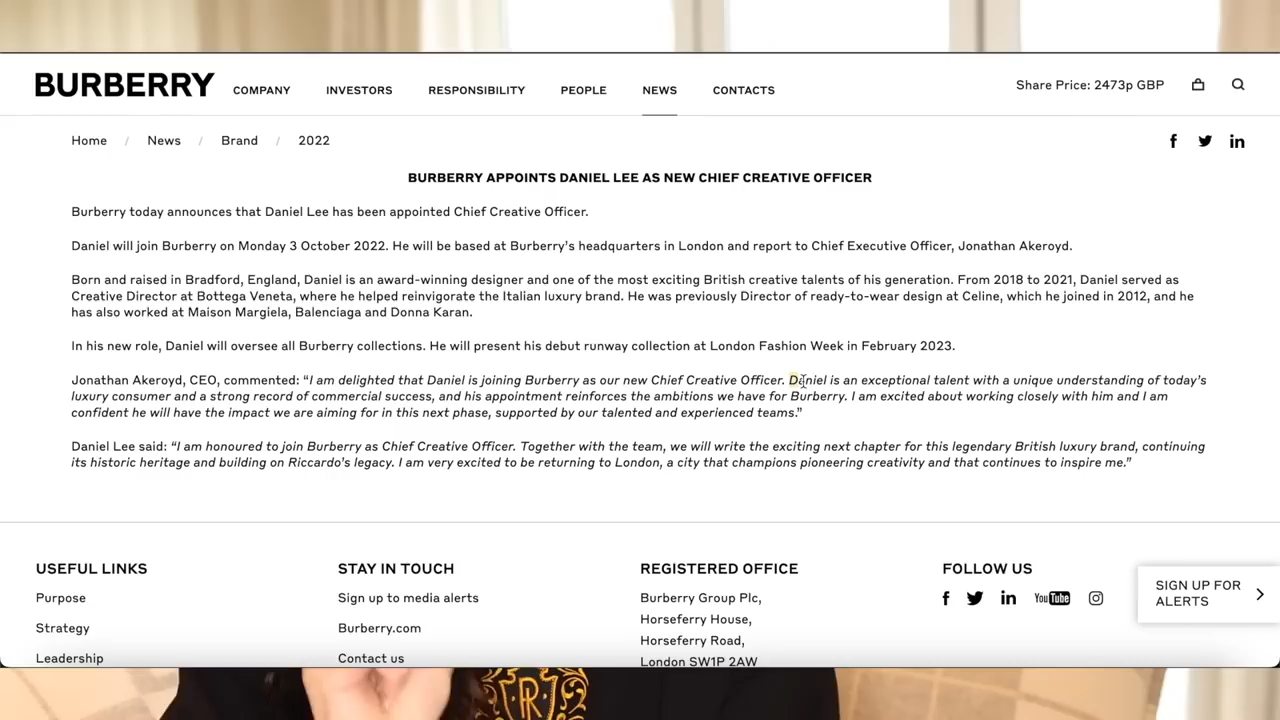 BURBERRY COMPANY INVESTORS RESPONSIBILITY PEOPLE NEWS CONTACTS Share Price: 2473p GBP
Home / News / Brand / 2022
BURBERRY APPOINTS DANIEL LEE AS NEW CHIEF CREATIVE OFFICER
Burberry today announces that Daniel Lee has been appointed Chief Creative Officer.
Daniel will join Burberry on Monday 3 October 2022. He will be based at Burberry's headquarters in London and report to Chief Executive Officer, Jonathan Akeroyd.
Born and raised in Bradford, England, Daniel is an award-winning designer and one of the most exciting British creative talents of his generation. From 2018 to 2021, Daniel served as
Creative Director at Bottega Veneta, where he helped reinvigorate the Italian luxury brand. He was previously Director of ready-to-wear design at Celine, which he joined in 2012, and he
has also worked at Maison Margiela, Balenciaga and Donna Karan.
In his new role, Daniel will oversee all Burberry collections. He will present his debut runway collection at London Fashion Week in February 2023.
Jonathan Akeroyd, CEO, commented: “I am delighted that Daniel is joining Burberry as our new Chief Creative Officer. Daniel is an exceptional talent with a unique understanding of today’s
luxury consumer and a strong record of commercial success, and his appointment reinforces the ambitions we have for Burberry. I am excited about working closely with him and I am
confident he will have the impact we are aiming for in this next phase, supported by our talented and experienced teams.”
Daniel Lee said: “I am honoured to join Burberry as Chief Creative Officer. Together with the team, we will write the exciting next chapter for this legendary British luxury brand, continuing
its historic heritage and building on Riccardo’s legacy. I am very excited to be returning to London, a city that champions pioneering creativity and that continues to inspire me.”
USEFUL LINKS
Purpose
Strategy
Leadership
STAY IN TOUCH
Sign up to media alerts
Burberry.com
Contact us
REGISTERED OFFICE
Burberry Group Plc,
Horseferry House,
Horseferry Road,
London SW1P 2AW
FOLLOW US
You Tube
SIGN UP FOR
ALERTS